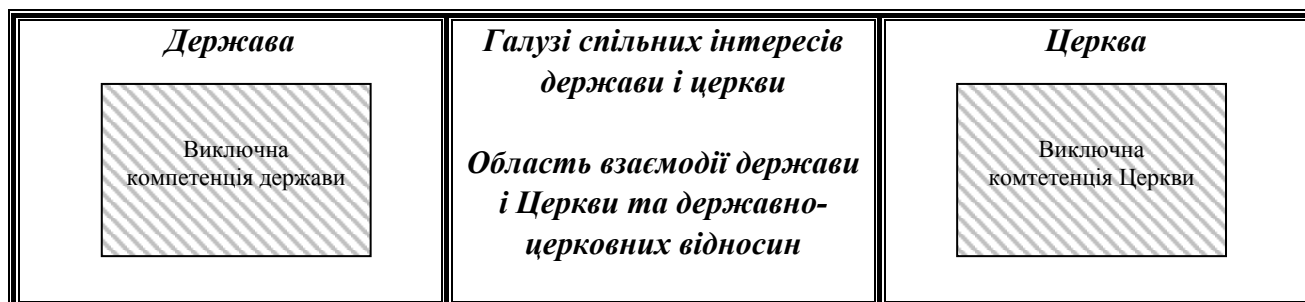 Держава
Виключна
компетенція держави
Галузі спільних інтересів
держави і церкви
Область взаємодії держави
і Церкви та державно-
церковних відносин
Церква
Виключна
комтетенція Церкви